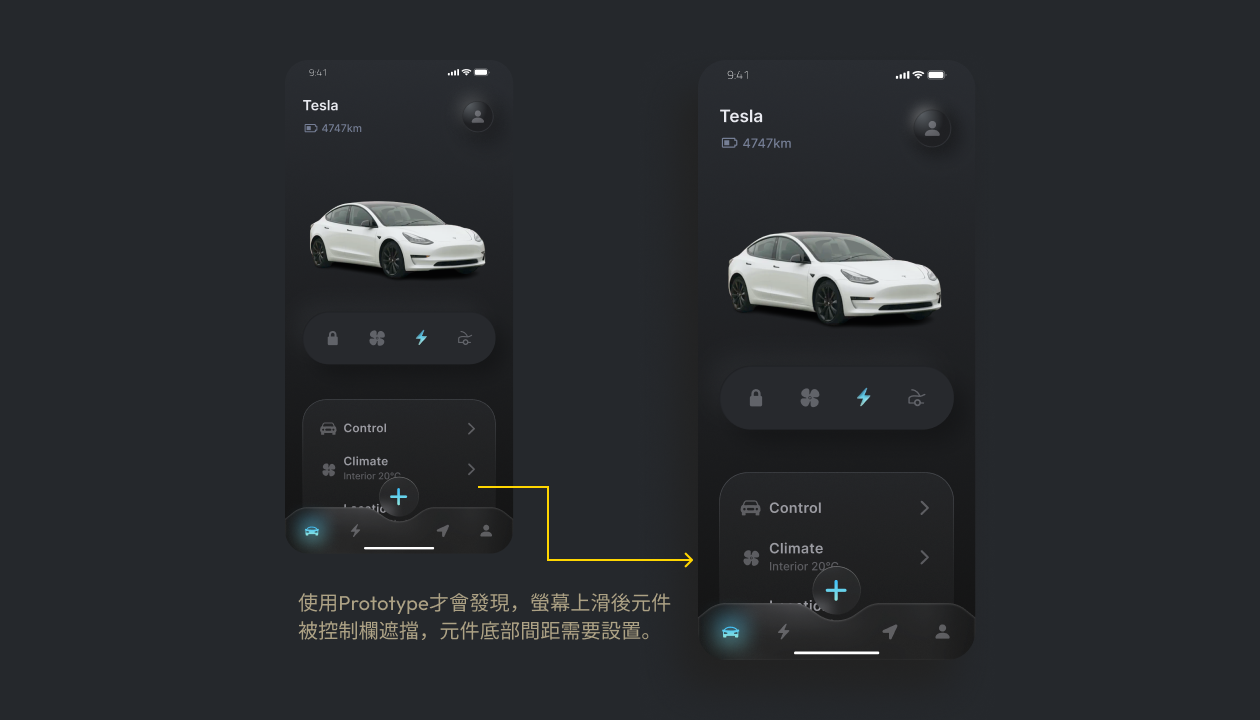 9:41
Tesla
4747km
Control
Climate
Interior 20°C
Locatio
使用Prototype才會發現，螢幕上滑後元件
被控制欄遮擋，元件底部間距需要設置。
9:41
Tesla
4747km
Control
Climate
Interior 20°C
Locatio